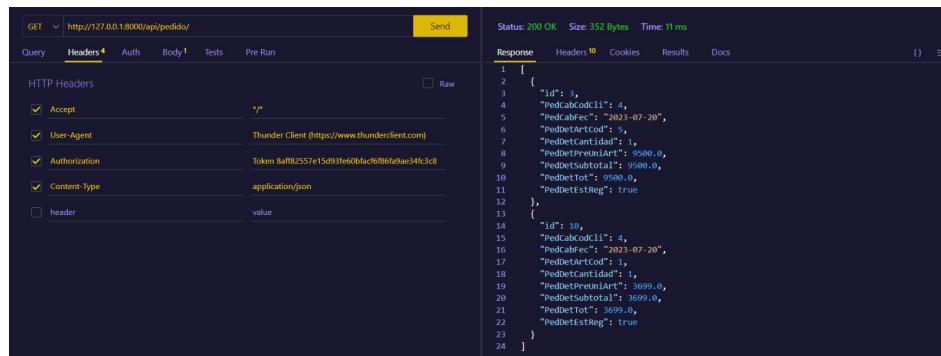 GET http://127.0.0.1:8000/api/pedido/ Send
Query Headers 4 Auth Body 1 Tests Pre Run
HTTP Headers Raw
Accept */*
User-Agent Thunder Client (https://www.thunderclient.com)
Authorization Token 8aff82557e15d93fe60bfacf6f86fa9ae34fc3c8
Content-Type application/json
header value
Status: 200 OK Size: 352 Bytes Time: 11 ms
Response Headers 10 Cookies Results Docs { }
1 [
2 {
3 "id": 3,
4 "PedCabCodCli": 4,
5 "PedCabFec": "2023-07-20",
6 "PedDetArtCod": 5,
7 "PedDetCantidad": 1,
8 "PedDetPreUniArt": 9500.0,
9 "PedDetSubtotal": 9500.0,
10 "PedDetTot": 9500.0,
11 "PedDetEstReg": true
12 },
13 {
14 "id": 10,
15 "PedCabCodCli": 4,
16 "PedCabFec": "2023-07-20",
17 "PedDetArtCod": 1,
18 "PedDetCantidad": 1,
19 "PedDetPreUniArt": 3699.0,
20 "PedDetSubtotal": 3699.0,
21 "PedDetTot": 3699.0,
22 "PedDetEstReg": true
23 }
24 ]